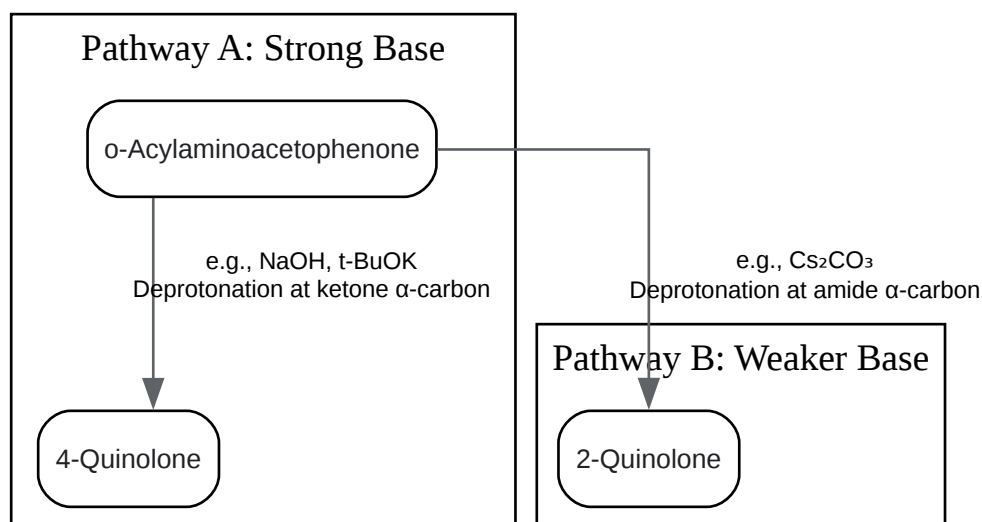 Pathway A: Strong Base
o-Acylaminoacetophenone
e.g., NaOH, t-BuOK
Deprotonation at ketone α-carbon
e.g., Cs₂CO₃
Deprotonation at amide α-carbon
Pathway B: Weaker Base
4-Quinolone
2-Quinolone